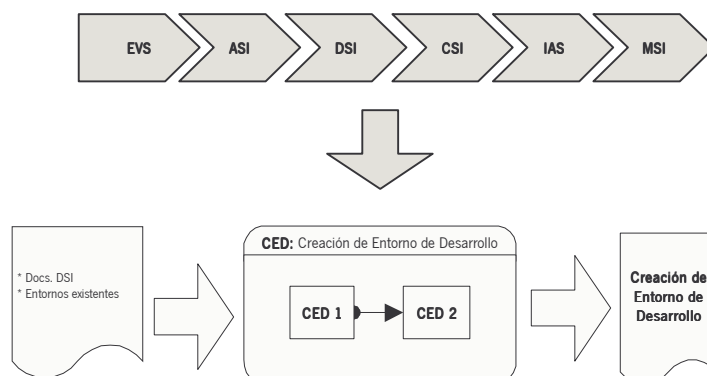 EVS ASI DSI CSI IAS MSI
CED: Creación de Entorno de Desarrollo
* Docs. DSI
* Entornos existentes
CED 1 CED 2
Creación de
Entorno de
Desarrollo